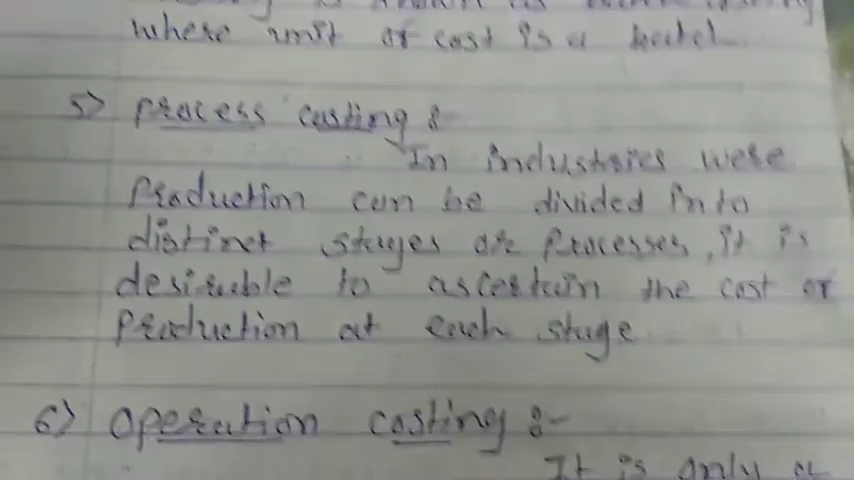 where unit of cost is a batch.
5) Process costing :-
In industries were
Production can be divided into
distinct stages or Processes, it is
desirable to ascertain the cost of
Production at each stage
6) Operation costing :-
It is only a